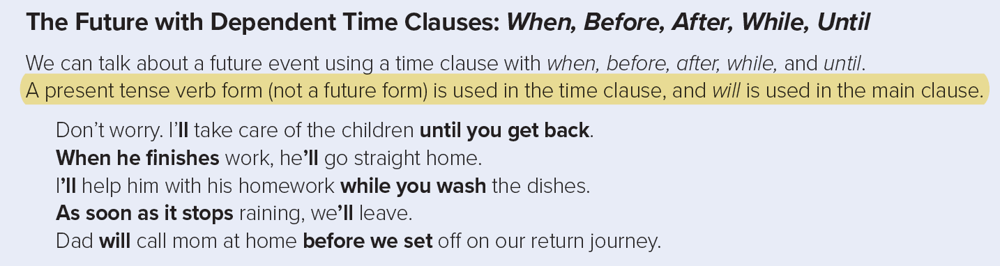 The Future with Dependent Time Clauses: When, Before, After, While, Until
We can talk about a future event using a time clause with when, before, after, while, and until.
A present tense verb form (not a future form) is used in the time clause, and will is used in the main clause.
Don’t worry. I’ll take care of the children until you get back.
When he finishes work, he’ll go straight home.
I’ll help him with his homework while you wash the dishes.
As soon as it stops raining, we’ll leave.
Dad will call mom at home before we set off on our return journey.